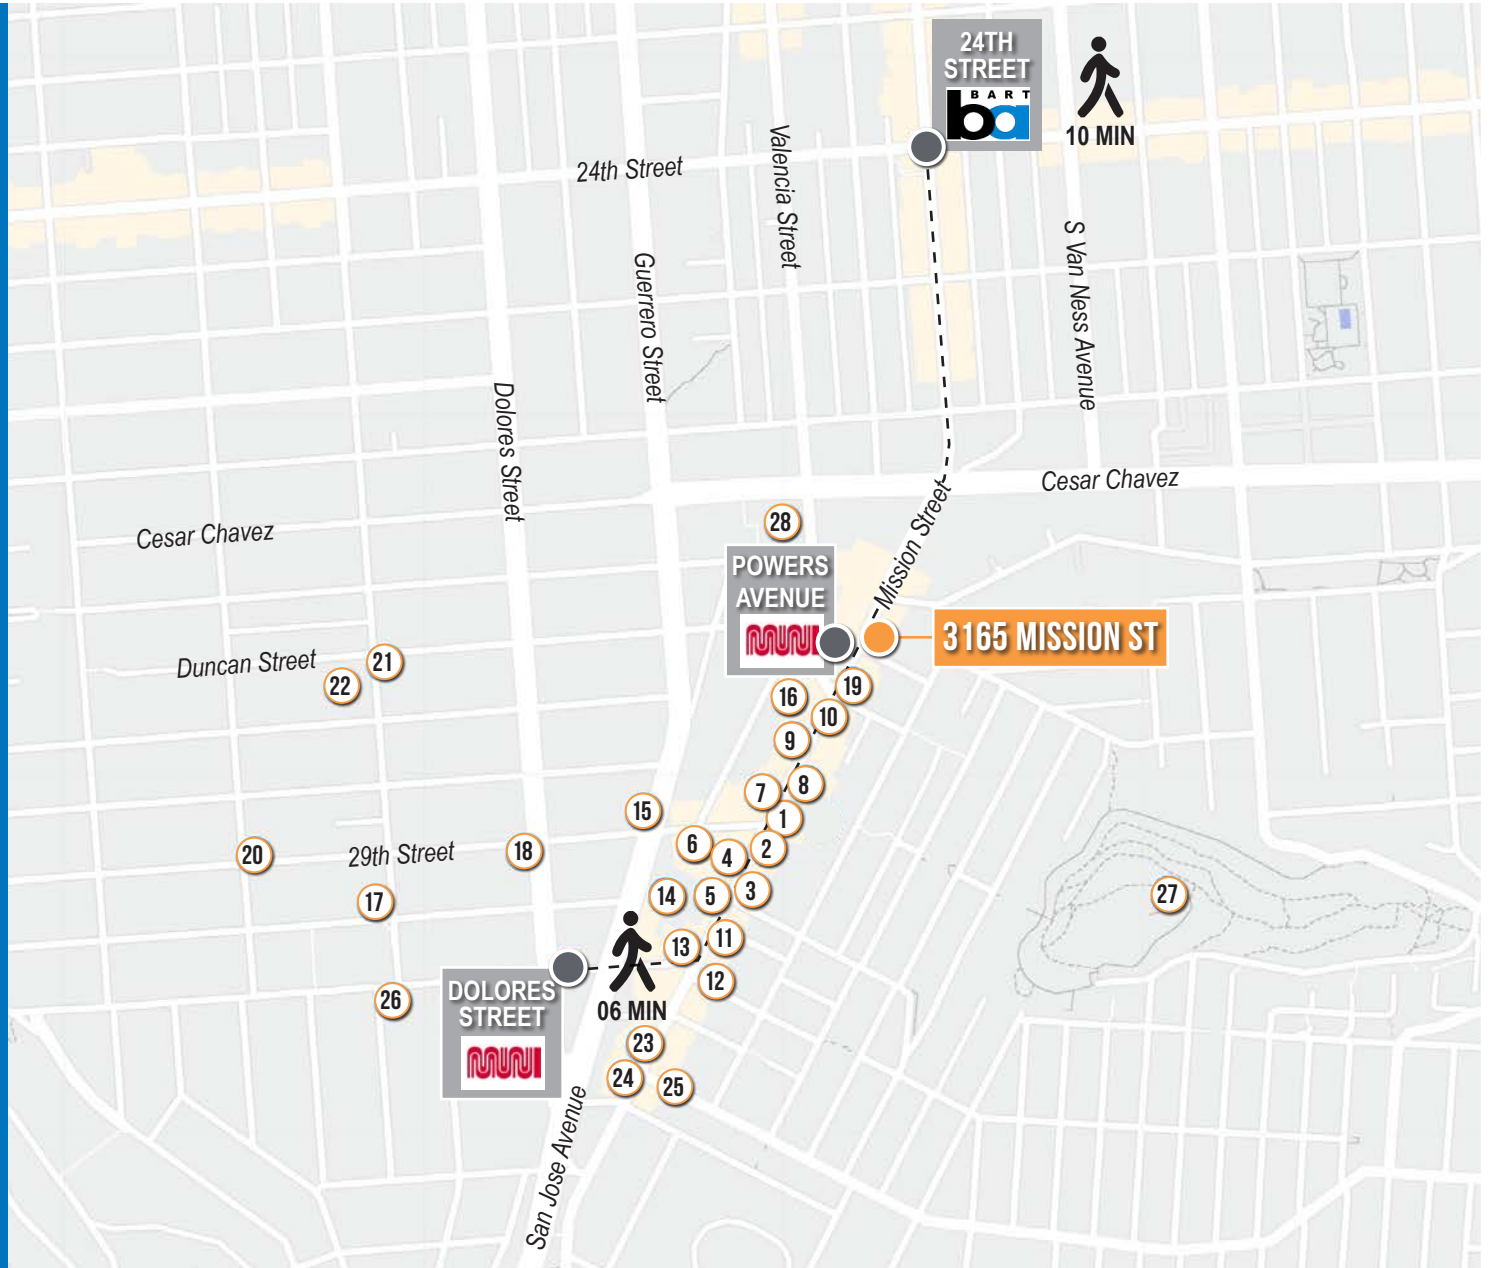 24TH
STREET
BART
ba
10 MIN
24th Street
Valencia Street
S Van Ness Avenue
Guerrero Street
Dolores Street
Cesar Chavez
Cesar Chavez
Mission Street
28
POWERS
AVENUE
MUNI
3165 MISSION ST
Duncan Street
21
22
19
16
10
9
8
7
15
1
6
2
4
20
29th Street
18
3
5
14
17
27
11
13
12
DOLORES
STREET
MUNI
06 MIN
26
23
24
25
San Jose Avenue